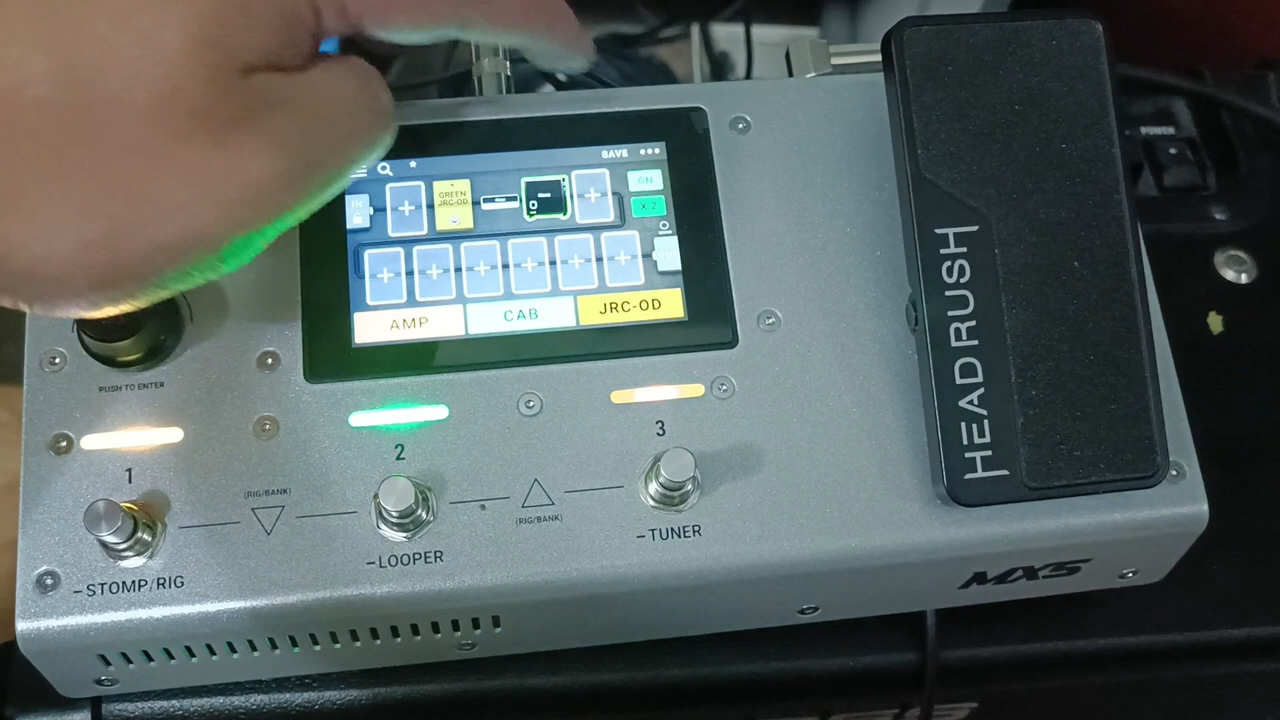 SAVE
IN
GREEN
JRC-OD
ON
X 2
AMP
CAB
JRC-OD
PUSH TO ENTER
1
2
3
(RIG/BANK)
(RIG/BANK)
-STOMP/RIG
-LOOPER
-TUNER
HEADRUSH
MX5
POWER